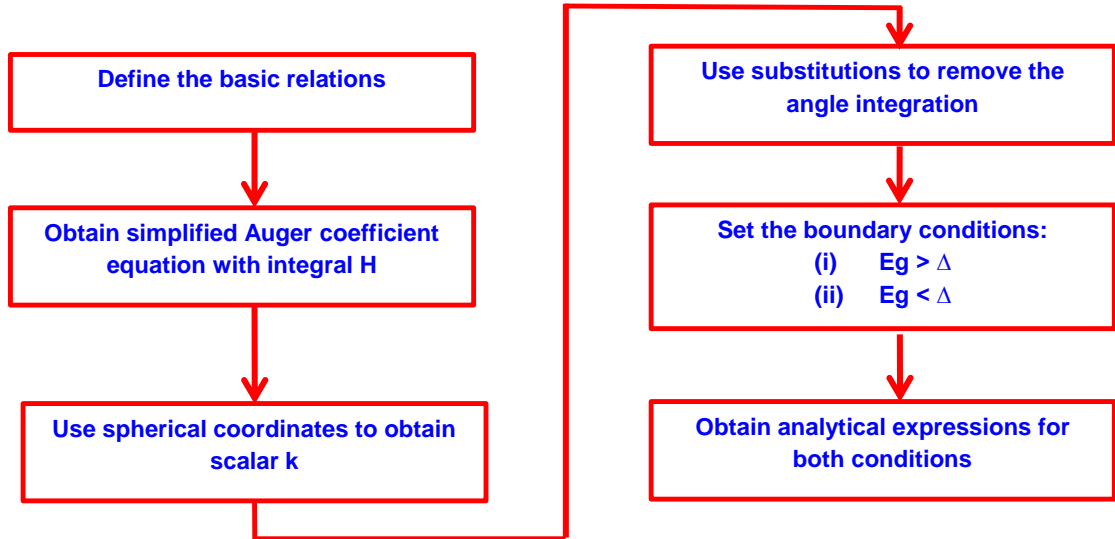 Define the basic relations
Obtain simplified Auger coefficient
equation with integral H
Use spherical coordinates to obtain
scalar k
Use substitutions to remove the
angle integration
Set the boundary conditions:
(i) Eg > Δ
(ii) Eg < Δ
Obtain analytical expressions for
both conditions